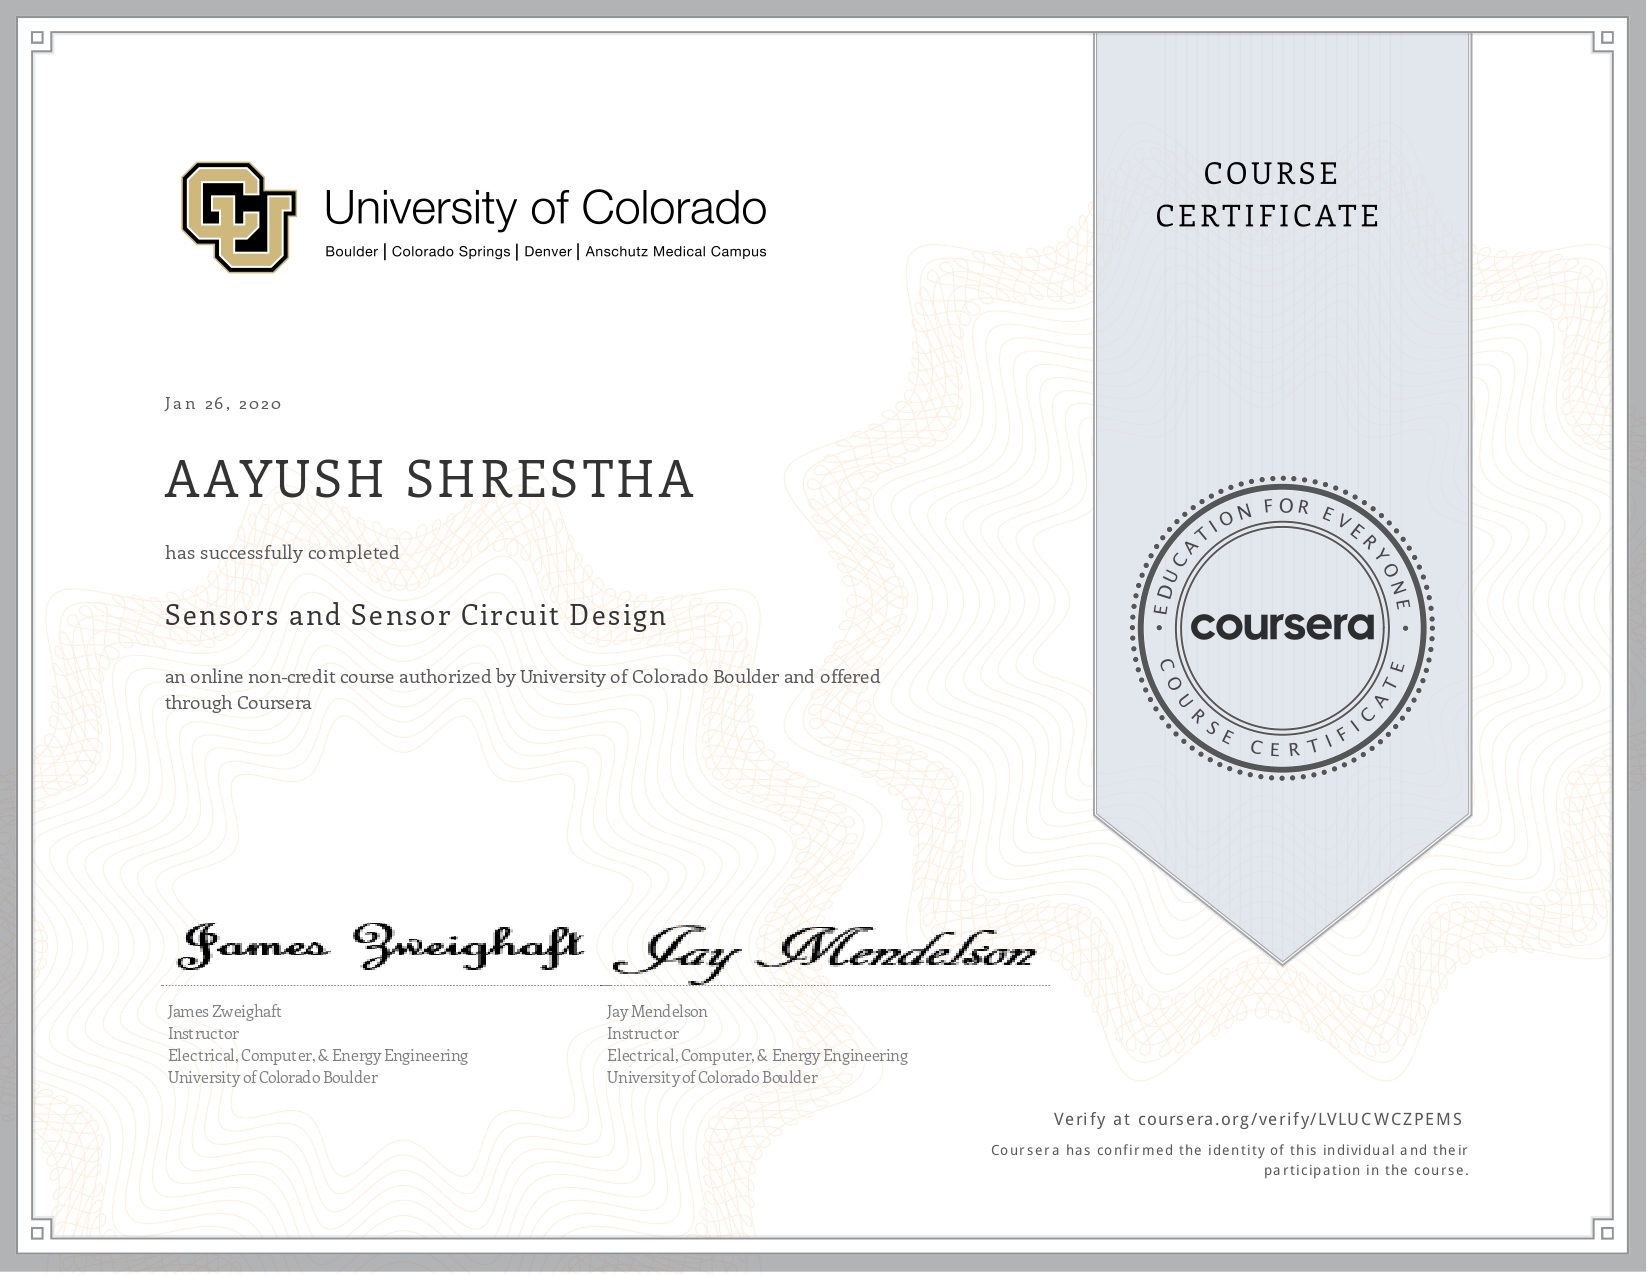 CU
University of Colorado
Boulder | Colorado Springs | Denver | Anschutz Medical Campus
COURSE
CERTIFICATE
Jan 26, 2020
AAYUSH SHRESTHA
has successfully completed
Sensors and Sensor Circuit Design
an online non-credit course authorized by University of Colorado Boulder and offered
through Coursera
EDUCATION FOR EVERYONE
coursera
COURSE CERTIFICATE
James Zweighaft
Jay Mendelson
James Zweighaft
Instructor
Electrical, Computer, & Energy Engineering
University of Colorado Boulder
Jay Mendelson
Instructor
Electrical, Computer, & Energy Engineering
University of Colorado Boulder
Verify at coursera.org/verify/LVLUCWCZPEMS
Coursera has confirmed the identity of this individual and their
participation in the course.